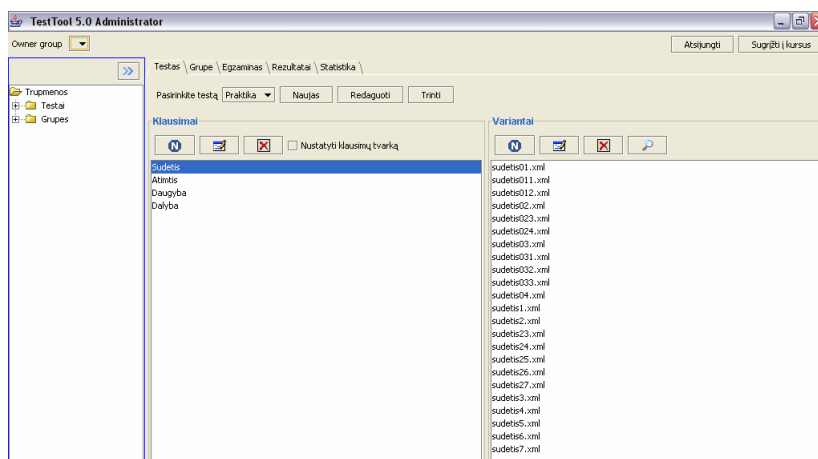 TestTool 5.0 Administrator
Owner group
Atsijungti
Sugrįžti į kursus
Testas
Grupe
Egzaminas
Rezultatai
Statistika
Trupmenos
Testai
Grupes
Pasirinkite testą
Praktika
Naujas
Redaguoti
Trinti
Klausimai
N
Nustatyti klausimų tvarką
Sudetis
Atimtis
Daugyba
Dalyba
Variantai
N
sudetis01.xml
sudetis011.xml
sudetis012.xml
sudetis02.xml
sudetis023.xml
sudetis024.xml
sudetis03.xml
sudetis031.xml
sudetis032.xml
sudetis033.xml
sudetis04.xml
sudetis1.xml
sudetis2.xml
sudetis23.xml
sudetis24.xml
sudetis25.xml
sudetis26.xml
sudetis27.xml
sudetis3.xml
sudetis4.xml
sudetis5.xml
sudetis6.xml
sudetis7.xml